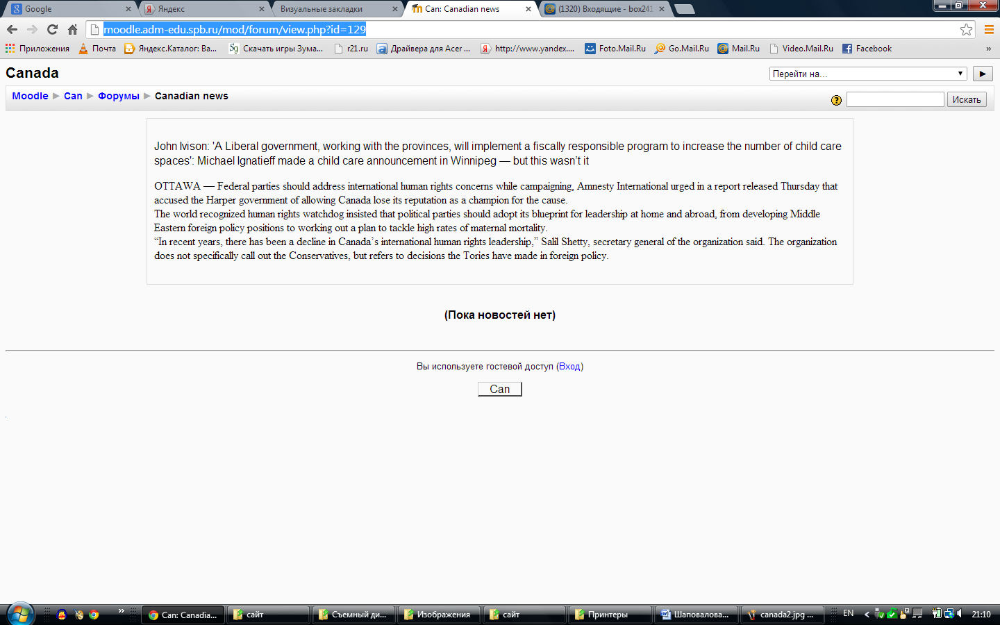 Google
Яндекс
Визуальные закладки
Can: Canadian news
(1320) Входящие - box241
moodle.adm-edu.spb.ru/mod/forum/view.php?id=129
Приложения
Почта
Яндекс.Каталог: Ва...
Скачать игры Зума...
r21.ru
Драйвера для Acer ...
http://www.yandex....
Foto.Mail.Ru
Go.Mail.Ru
Mail.Ru
Video.Mail.Ru
Facebook
»
Canada
Перейти на...
Moodle ► Can ► Форумы ► Canadian news
Искать
John Ivison: 'A Liberal government, working with the provinces, will implement a fiscally responsible program to increase the number of child care
spaces': Michael Ignatieff made a child care announcement in Winnipeg — but this wasn’t it
OTTAWA — Federal parties should address international human rights concerns while campaigning, Amnesty International urged in a report released Thursday that
accused the Harper government of allowing Canada lose its reputation as a champion for the cause.
The world recognized human rights watchdog insisted that political parties should adopt its blueprint for leadership at home and abroad, from developing Middle
Eastern foreign policy positions to working out a plan to tackle high rates of maternal mortality.
“In recent years, there has been a decline in Canada’s international human rights leadership,” Salil Shetty, secretary general of the organization said. The organization
does not specifically call out the Conservatives, but refers to decisions the Tories have made in foreign policy.
(Пока новостей нет)
Вы используете гостевой доступ (Вход)
Can
.
»
Can: Canadia...
сайт
Съемный ди...
Изображения
сайт
Принтеры
Шаповалова...
canada2.jpg ...
EN
21:10